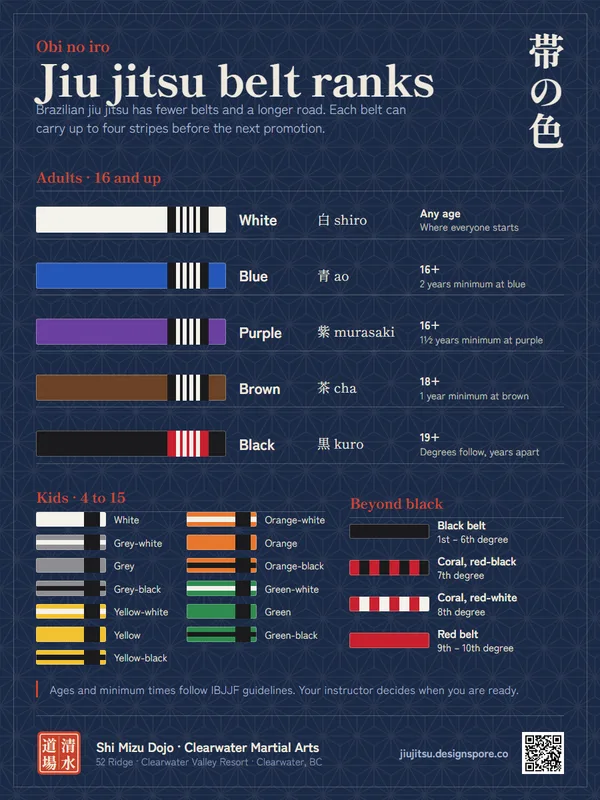 Obi no iro
Jiu jitsu belt ranks
Brazilian jiu jitsu has fewer belts and a longer road. Each belt can
carry up to four stripes before the next promotion.
帯の色
Adults · 16 and up
White 白 shiro Any age
Where everyone starts
Blue 青 ao 16+
2 years minimum at blue
Purple 紫 murasaki 16+
1½ years minimum at purple
Brown 茶 cha 18+
1 year minimum at brown
Black 黒 kuro 19+
Degrees follow, years apart
Kids · 4 to 15
White
Grey-white
Grey
Grey-black
Yellow-white
Yellow
Yellow-black
Orange-white
Orange
Orange-black
Green-white
Green
Green-black
Beyond black
Black belt
1st – 6th degree
Coral, red-black
7th degree
Coral, red-white
8th degree
Red belt
9th – 10th degree
Ages and minimum times follow IBJJF guidelines. Your instructor decides when you are ready.
清水
道場
Shi Mizu Dojo · Clearwater Martial Arts
52 Ridge · Clearwater Valley Resort · Clearwater, BC
jiujitsu.designspore.co